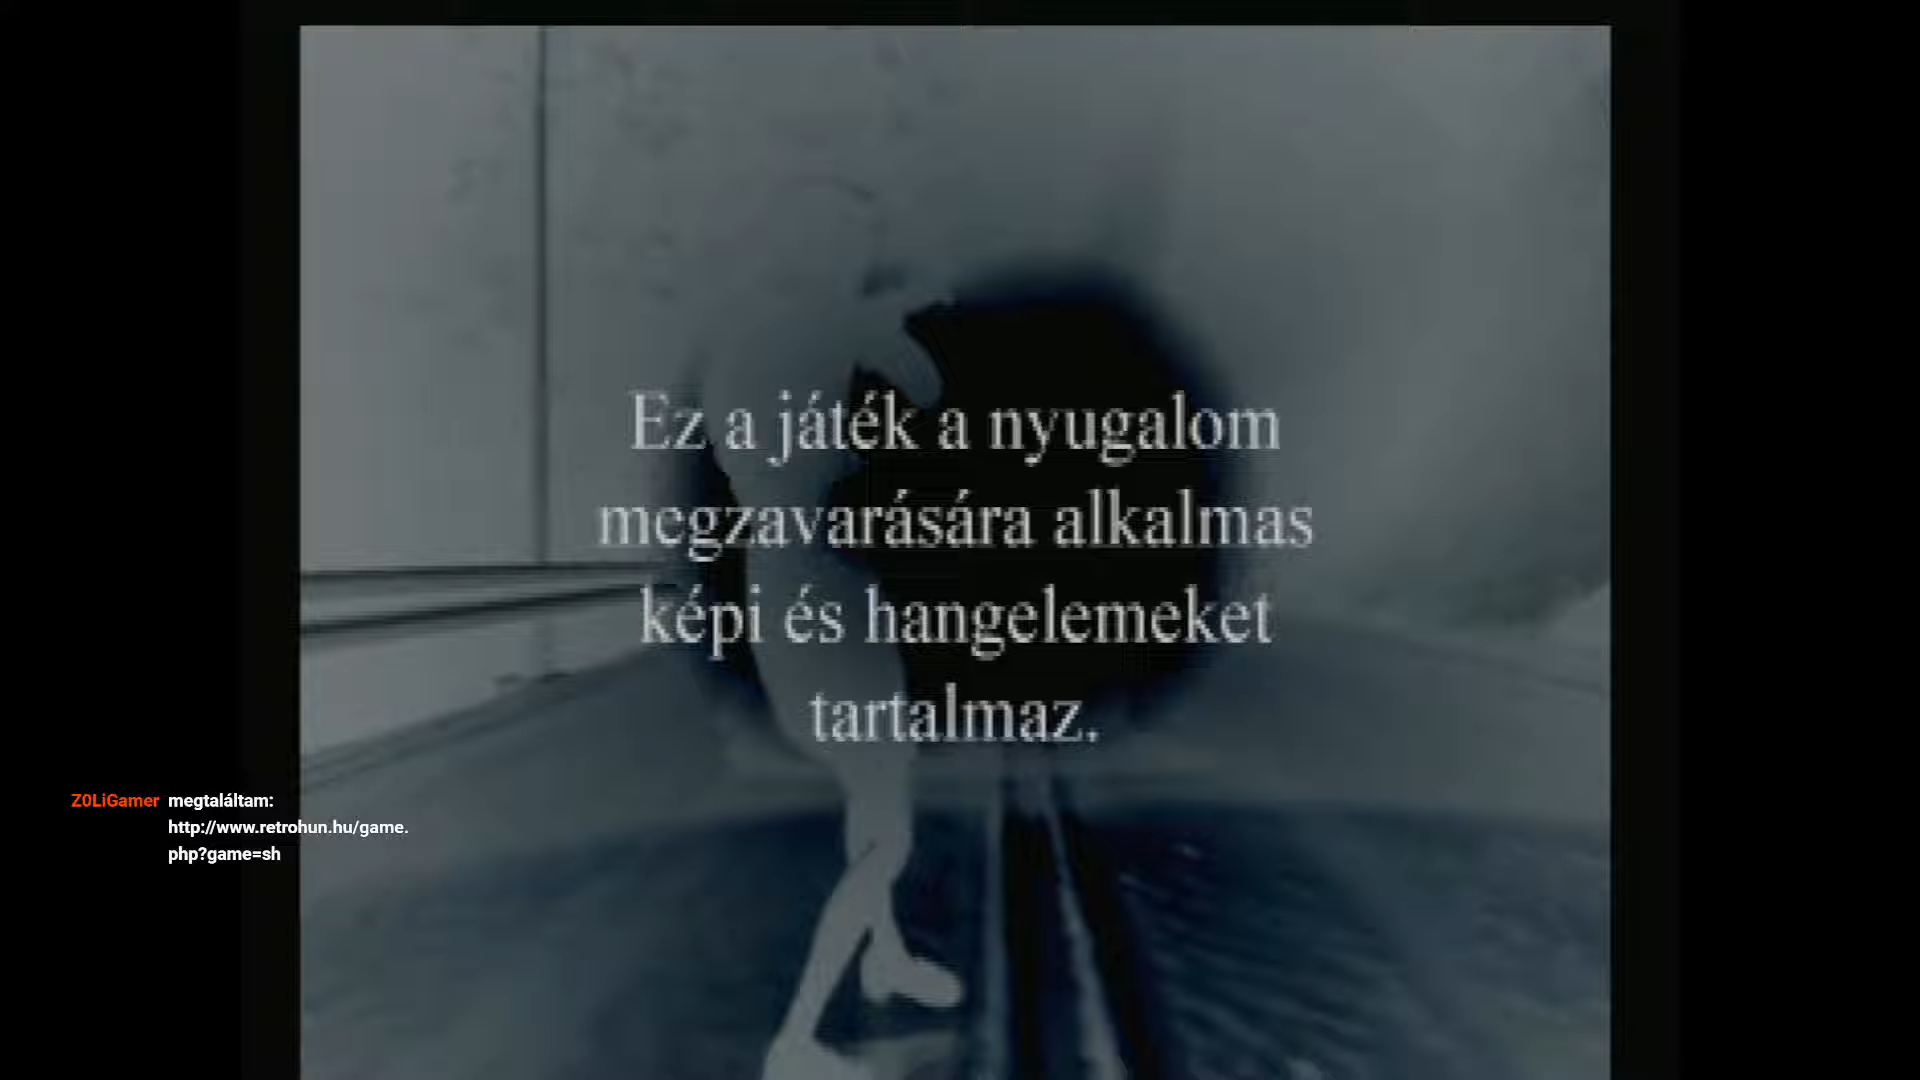 Ez a játék a nyugalom
megzavarására alkalmas
képi és hangelemeket
tartalmaz.
Z0LiGamer megtaláltam:
http://www.retrohun.hu/game.
php?game=sh